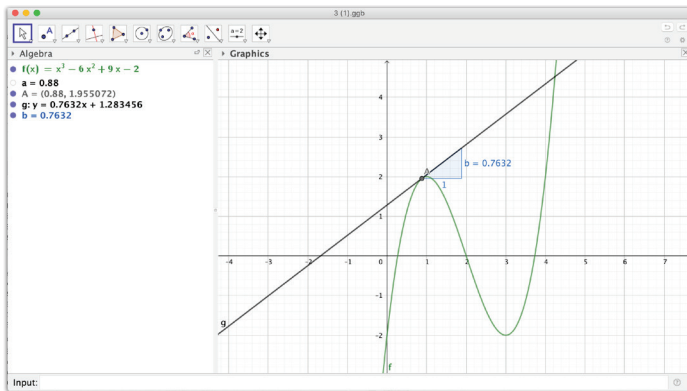 3 (1).ggb
A
a=2
Algebra
Graphics
f(x) = x³ − 6 x² + 9 x − 2
a = 0.88
A = (0.88, 1.955072)
g: y = 0.7632x + 1.283456
b = 0.7632
4
3
2
1
-1
-2
-4
-3
-1
0
1
2
3
4
5
6
7
A
b = 0.7632
1
g
f
Input: